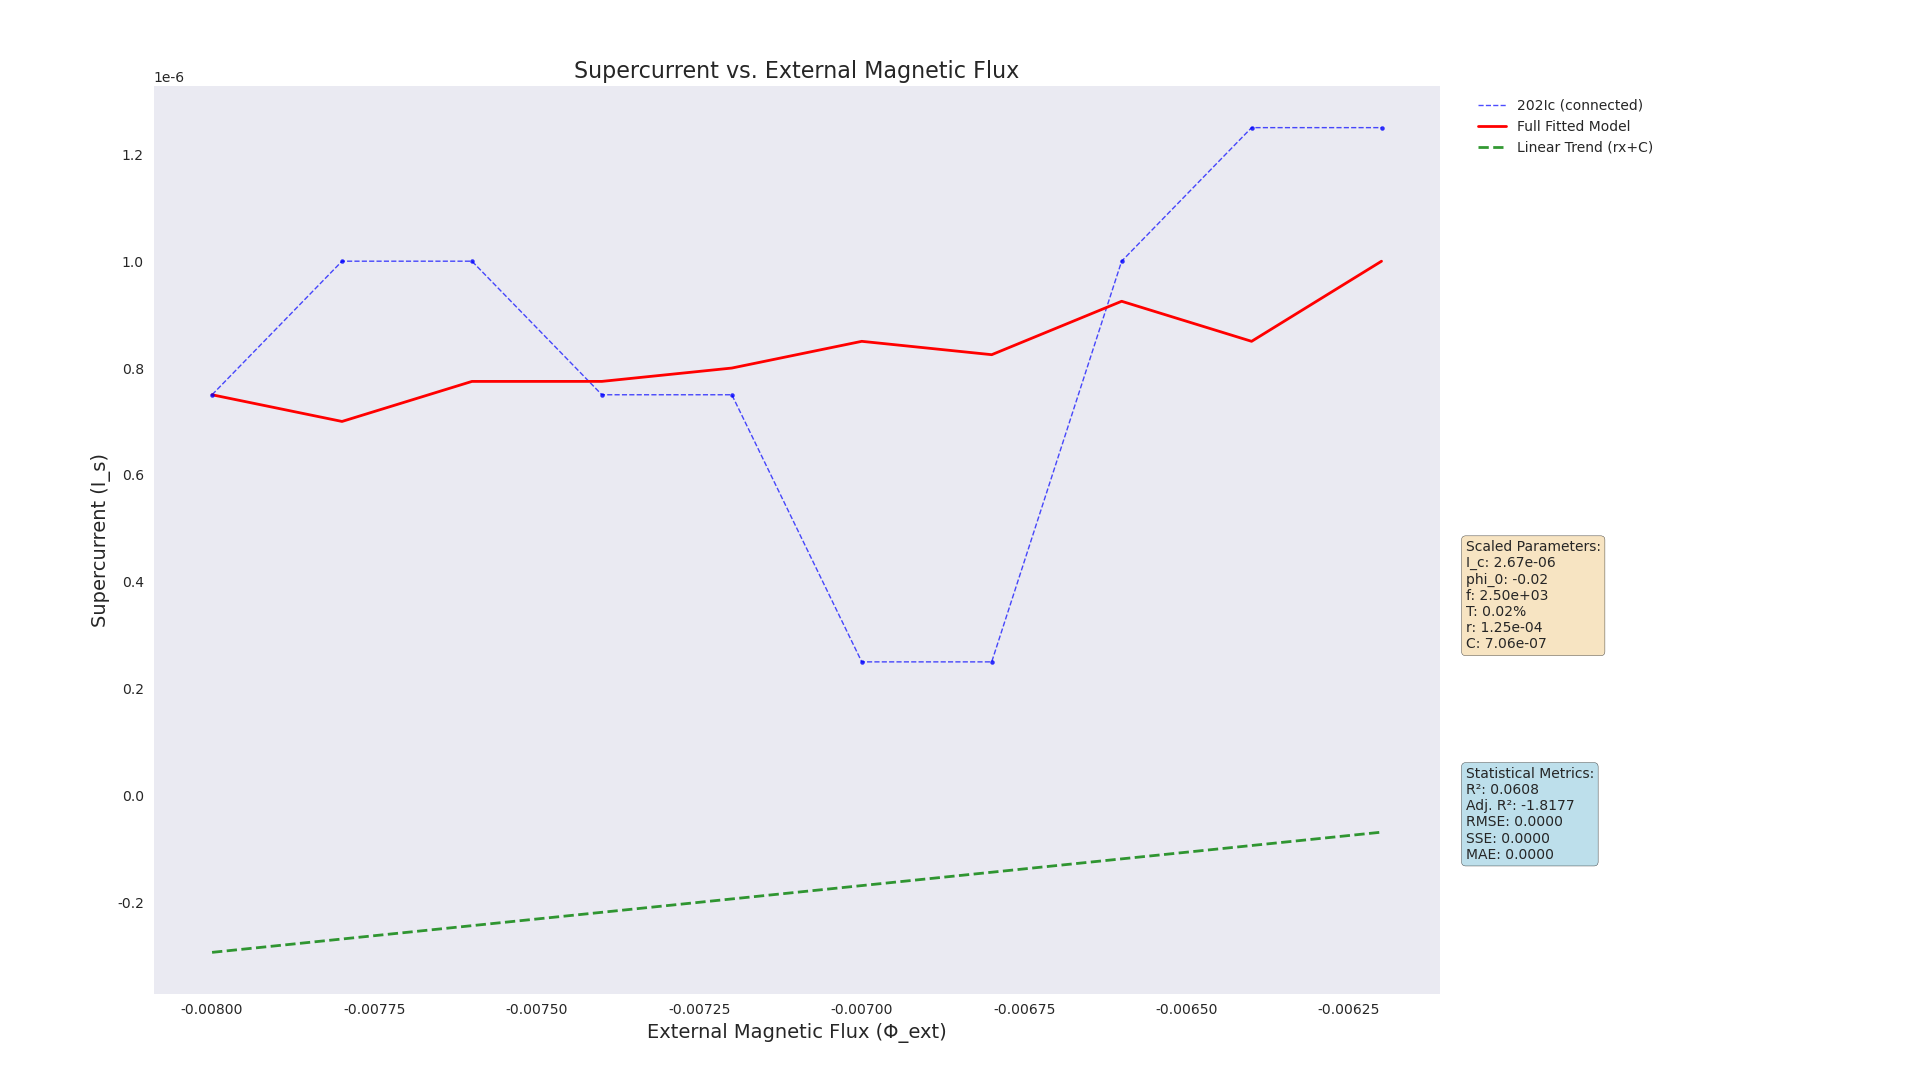 Supercurrent vs. External Magnetic Flux
1e-6
1.2
1.0
0.8
0.6
0.4
0.2
0.0
-0.2
Supercurrent (I_s)
-0.00800 -0.00775 -0.00750 -0.00725 -0.00700 -0.00675 -0.00650 -0.00625
External Magnetic Flux (Φ_ext)
202Ic (connected)
Full Fitted Model
Linear Trend (rx+C)
Scaled Parameters:
I_c: 2.67e-06
phi_0: -0.02
f: 2.50e+03
T: 0.02%
r: 1.25e-04
C: 7.06e-07
Statistical Metrics:
R²: 0.0608
Adj. R²: -1.8177
RMSE: 0.0000
SSE: 0.0000
MAE: 0.0000